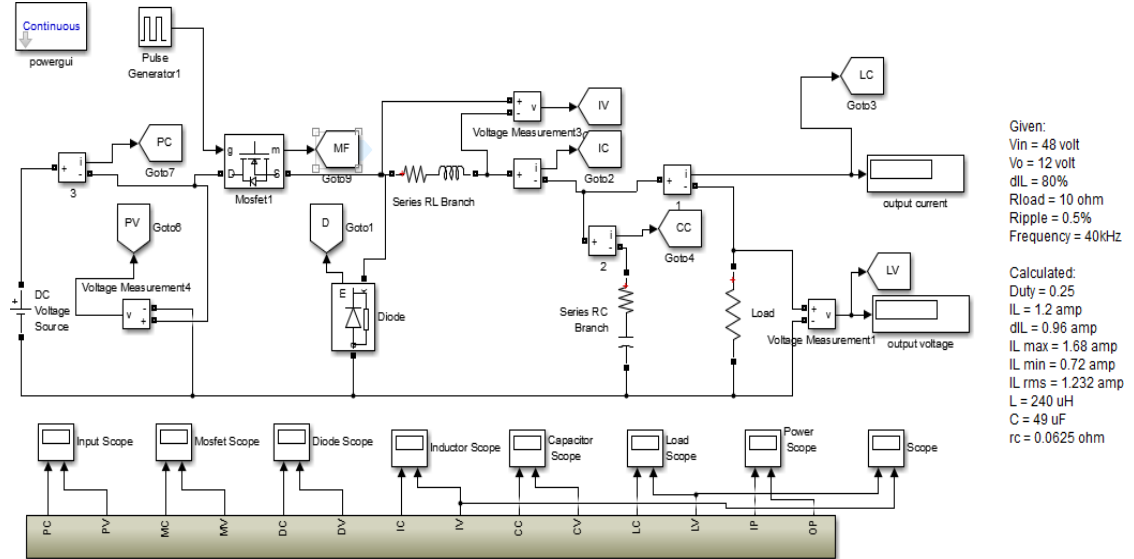 Continuous
powergui
Pulse
Generator1
PC
Goto7
3
PV
Goto6
Voltage Measurement4
DC
Voltage
Source
+
-
v
i
g
m
D
S
Mosfet1
MF
Goto9
D
Goto1
m
k
a
Diode
Series RL Branch
+
-
v
Voltage Measurement3
IV
IC
Goto2
i
+
-
1
2
CC
Goto4
Series RC
Branch
Load
LC
Goto3
output current
LV
v
Voltage Measurement1
output voltage
Given:
Vin = 48 volt
Vo = 12 volt
dIL = 80%
Rload = 10 ohm
Ripple = 0.5%
Frequency = 40kHz
Calculated:
Duty = 0.25
IL = 1.2 amp
dIL = 0.96 amp
IL max = 1.68 amp
IL min = 0.72 amp
IL rms = 1.232 amp
L = 240 uH
C = 49 uF
rc = 0.0625 ohm
Input Scope
Mosfet Scope
Diode Scope
Inductor Scope
Capacitor
Scope
Load
Scope
Power
Scope
Scope
PC
PV
MC
MV
DC
DV
IC
IV
CC
CV
LC
LV
IP
OP